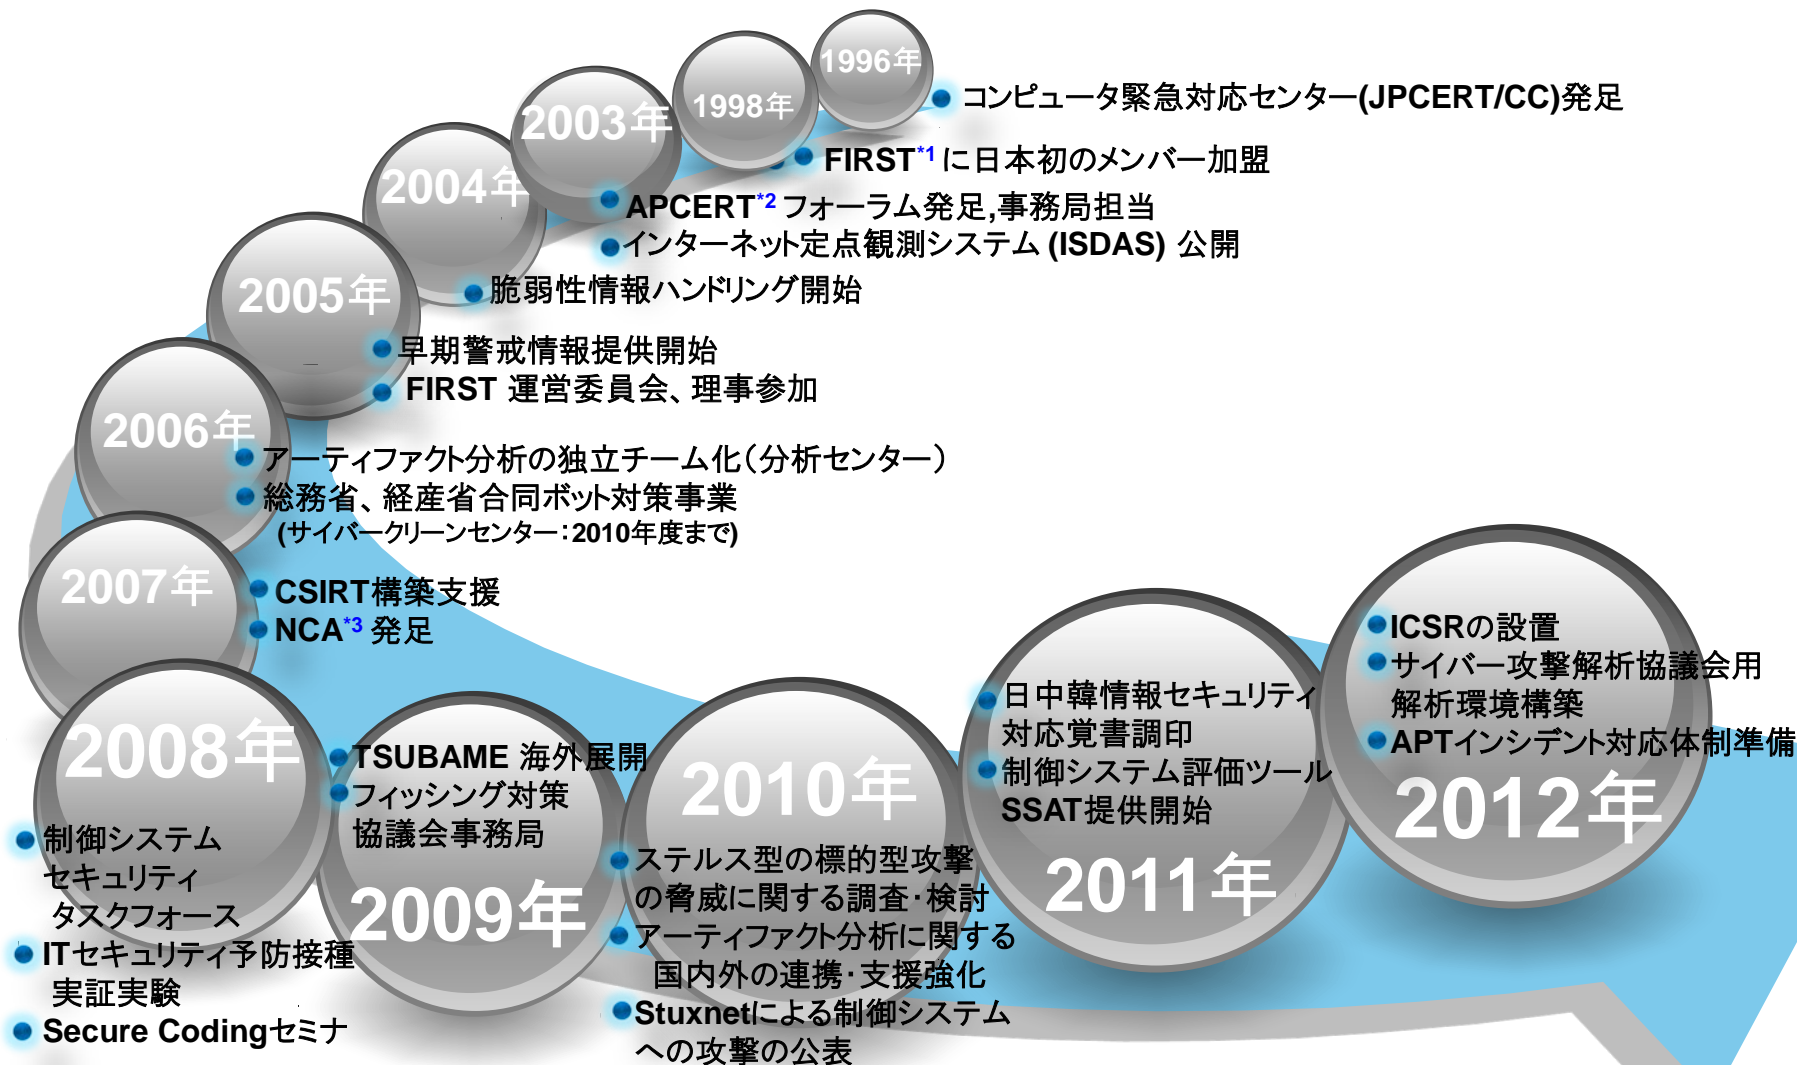 1996年
コンピュータ緊急対応センター(JPCERT/CC)発足
1998年
FIRST*1 に日本初のメンバー加盟
2003年
APCERT*2 フォーラム発足,事務局担当
インターネット定点観測システム (ISDAS) 公開
2004年
脆弱性情報ハンドリング開始
2005年
早期警戒情報提供開始
FIRST 運営委員会、理事参加
2006年
アーティファクト分析の独立チーム化（分析センター）
総務省、経産省合同ボット対策事業
(サイバークリーンセンター：2010年度まで)
2007年
CSIRT構築支援
NCA*3 発足
2008年
制御システム
セキュリティ
タスクフォース
ITセキュリティ予防接種
実証実験
Secure Codingセミナ
TSUBAME 海外展開
フィッシング対策
協議会事務局
2009年
2010年
ステルス型の標的型攻撃
の脅威に関する調査・検討
アーティファクト分析に関する
国内外の連携・支援強化
Stuxnetによる制御システム
への攻撃の公表
日中韓情報セキュリティ
対応覚書調印
制御システム評価ツール
SSAT提供開始
2011年
ICSRの設置
サイバー攻撃解析協議会用
解析環境構築
APTインシデント対応体制準備
2012年